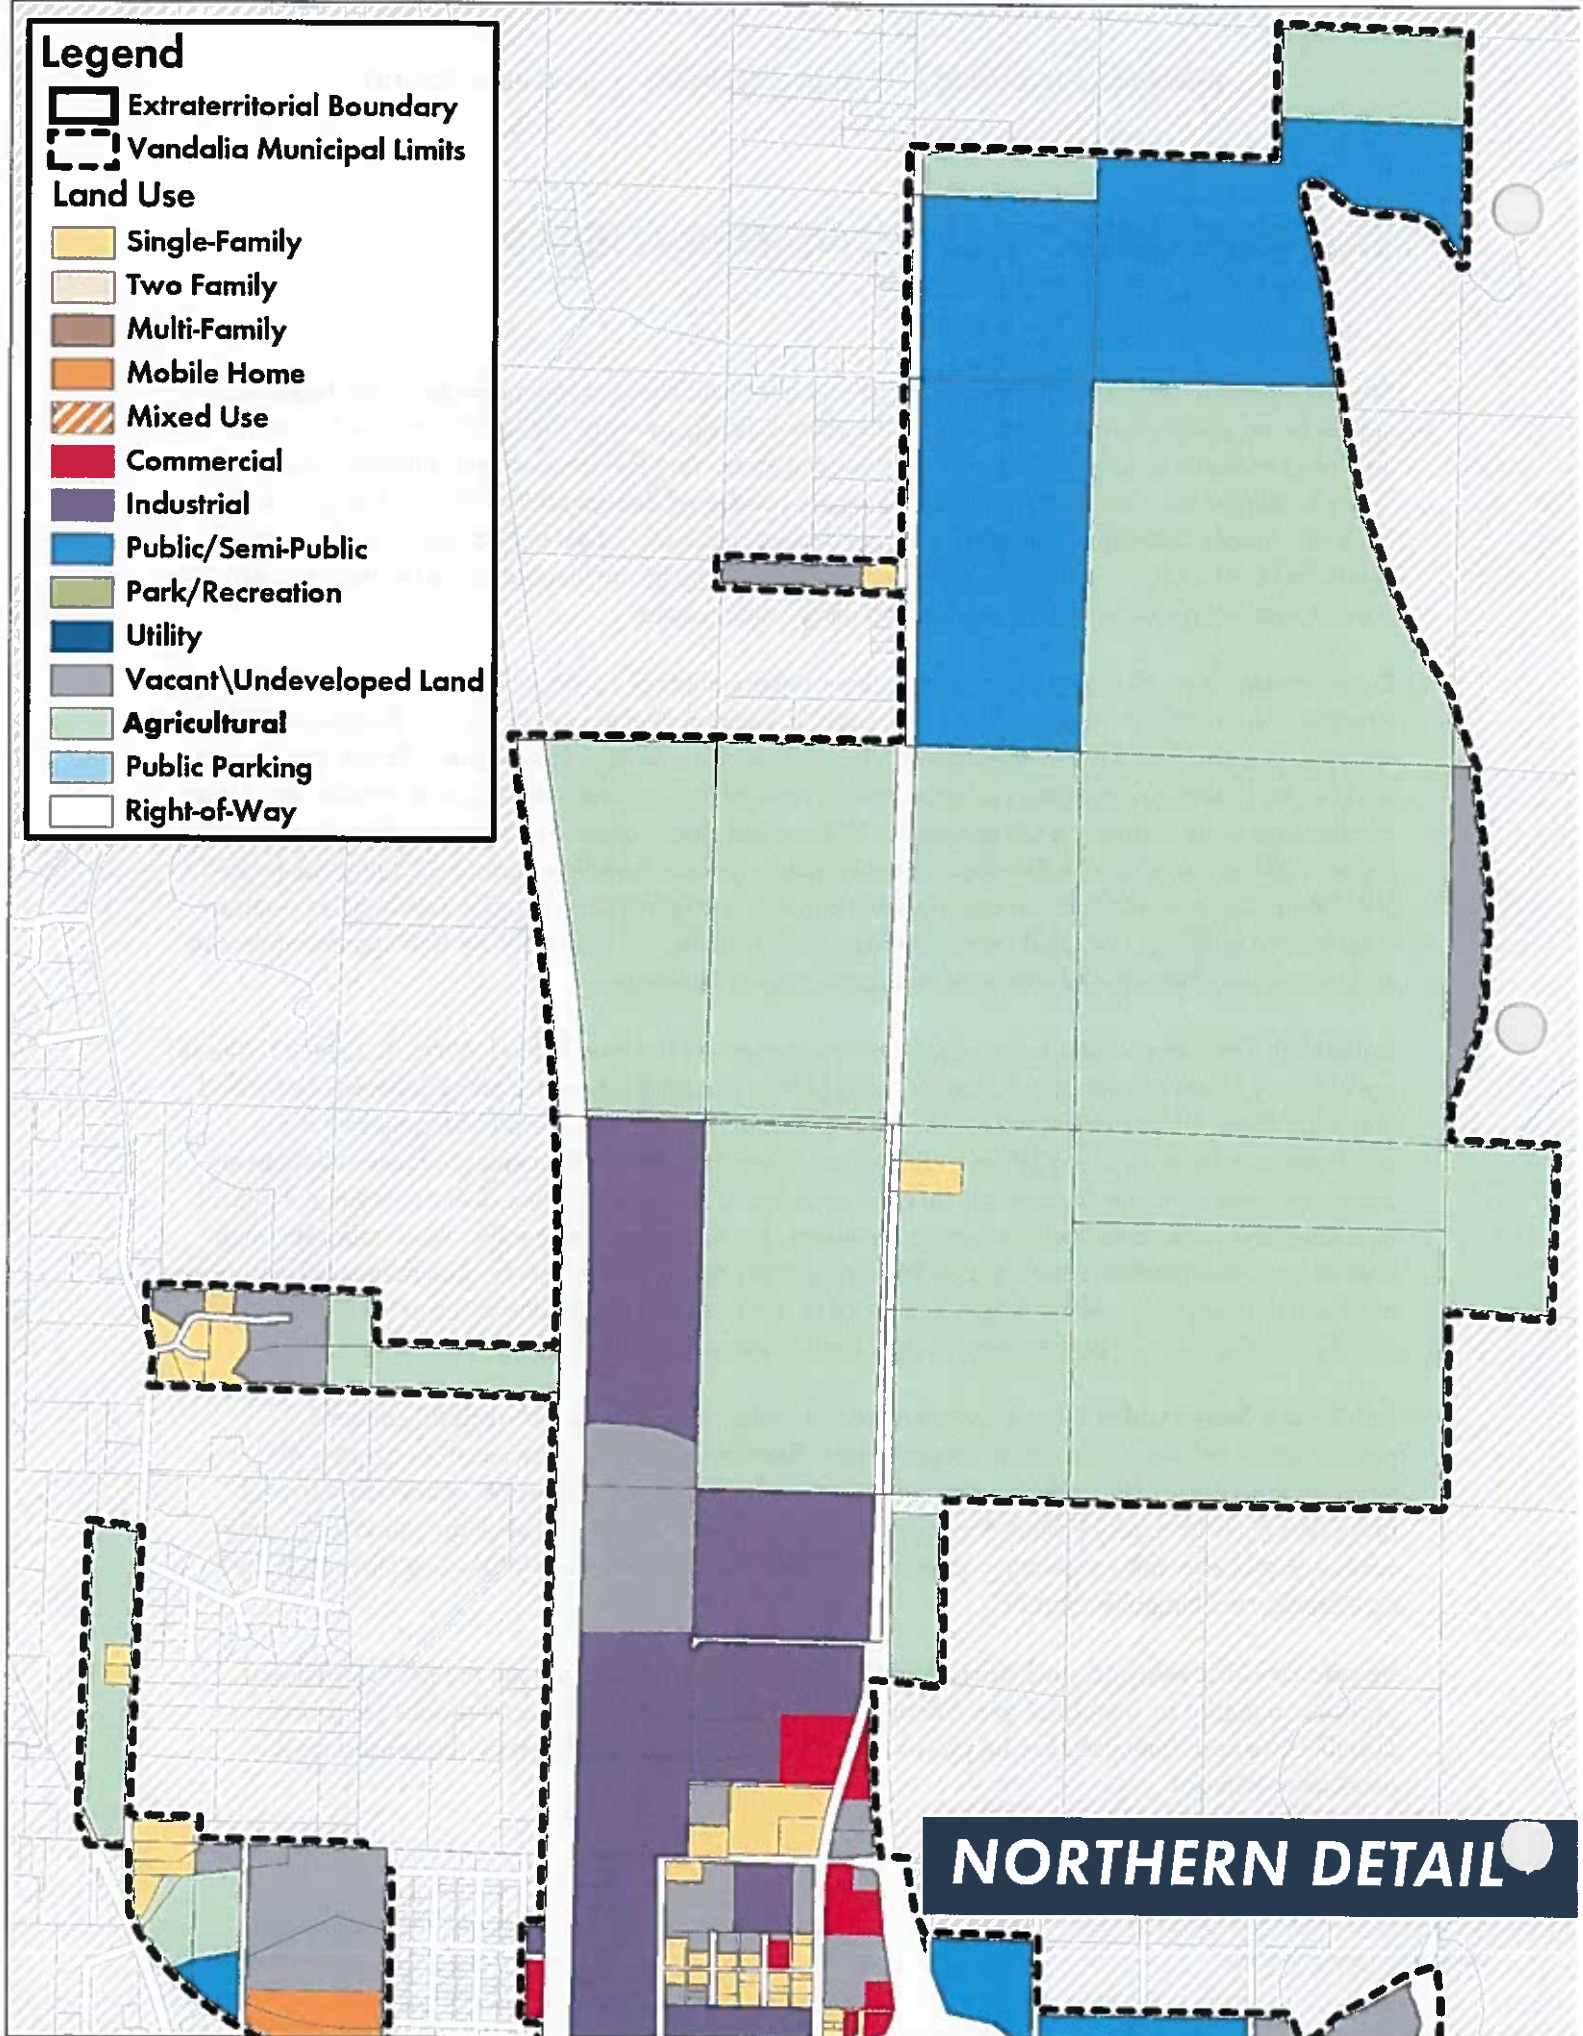 Legend
Extraterritorial Boundary
Vandalia Municipal Limits
Land Use
Single-Family
Two Family
Multi-Family
Mobile Home
Mixed Use
Commercial
Industrial
Public/Semi-Public
Park/Recreation
Utility
Vacant\Undeveloped Land
Agricultural
Public Parking
Right-of-Way
NORTHERN DETAIL